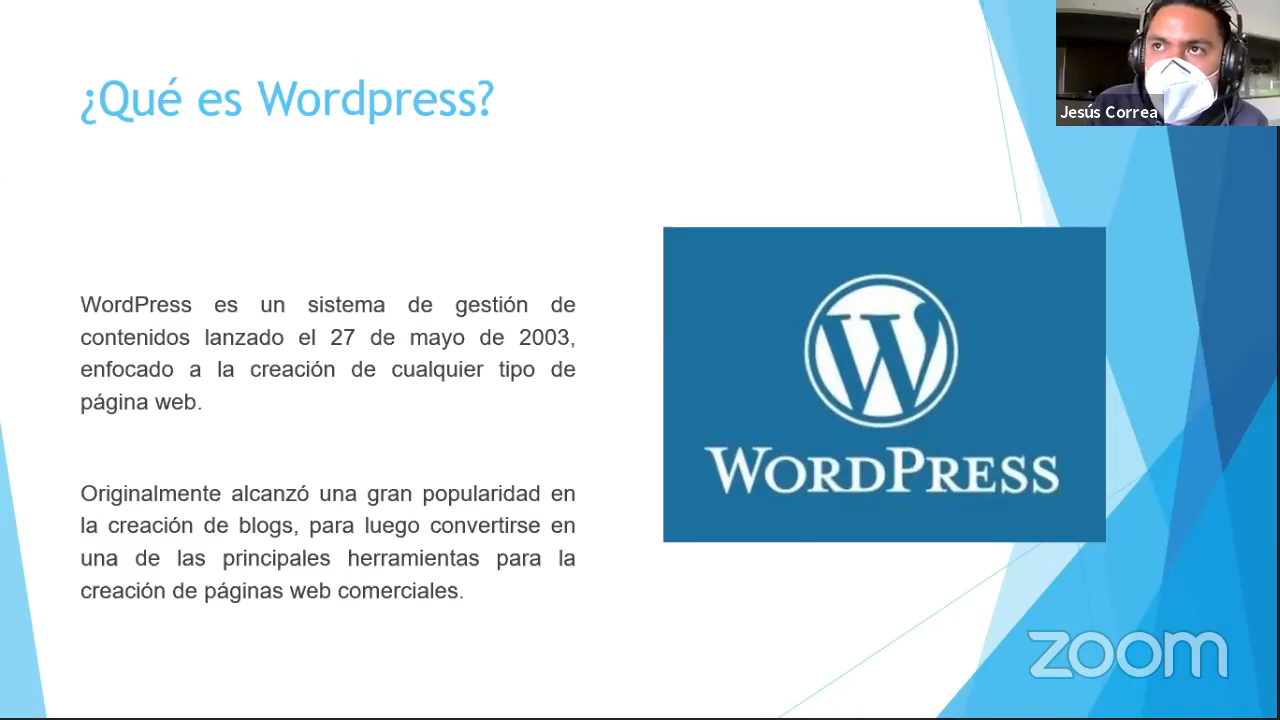 ¿Qué es Wordpress?
Jesús Correa
WordPress es un sistema de gestión de
contenidos lanzado el 27 de mayo de 2003,
enfocado a la creación de cualquier tipo de
página web.
Originalmente alcanzó una gran popularidad en
la creación de blogs, para luego convertirse en
una de las principales herramientas para la
creación de páginas web comerciales.
W
WORDPRESS
zoom